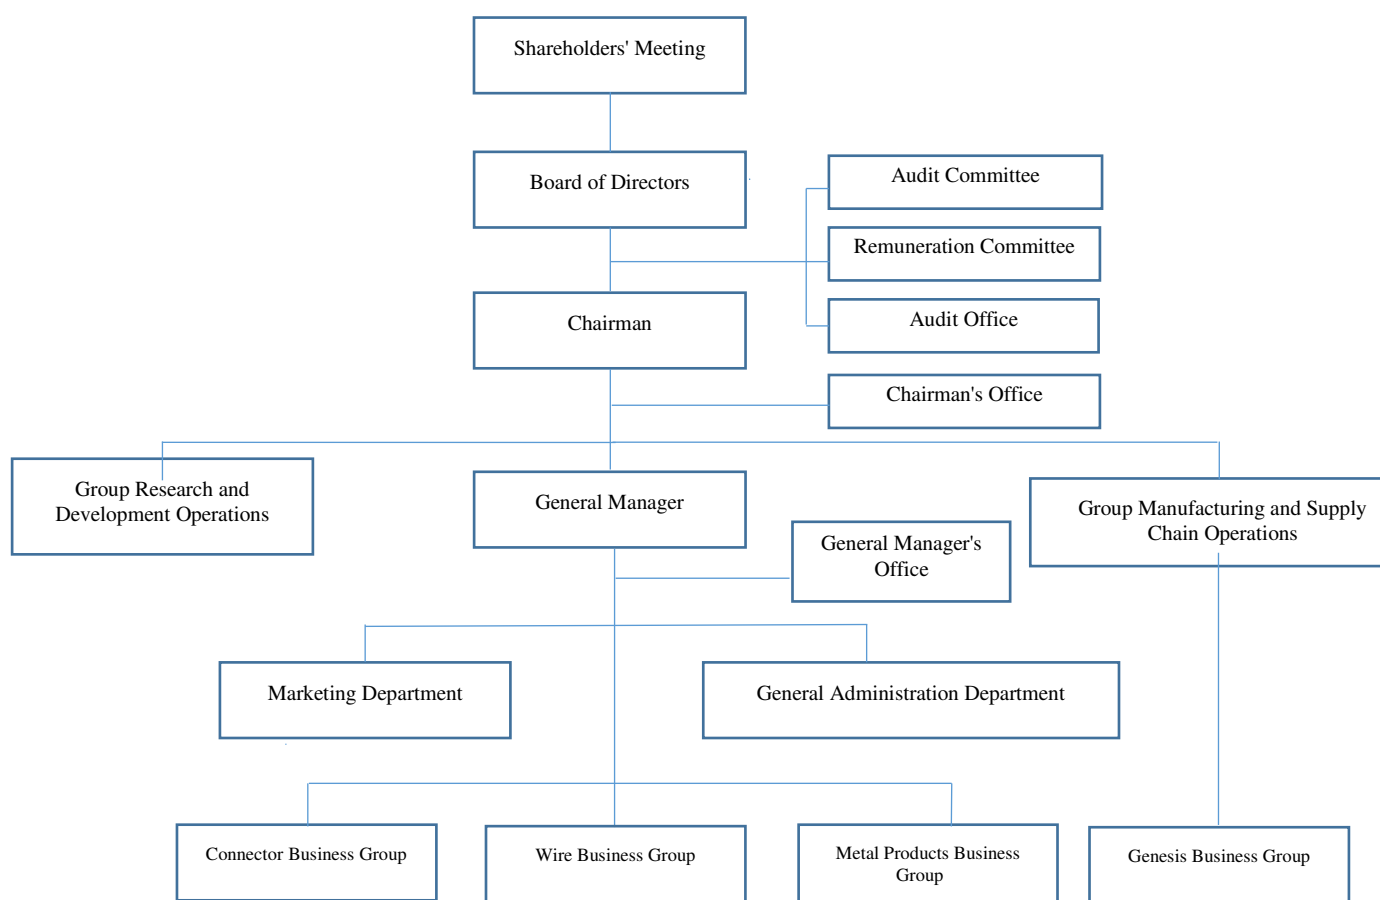 Shareholders' Meeting
Board of Directors
Audit Committee
Remuneration Committee
Audit Office
Chairman
Chairman's Office
Group Research and
Development Operations
General Manager
Group Manufacturing and Supply
Chain Operations
General Manager's
Office
Marketing Department
General Administration Department
Connector Business Group
Wire Business Group
Metal Products Business
Group
Genesis Business Group